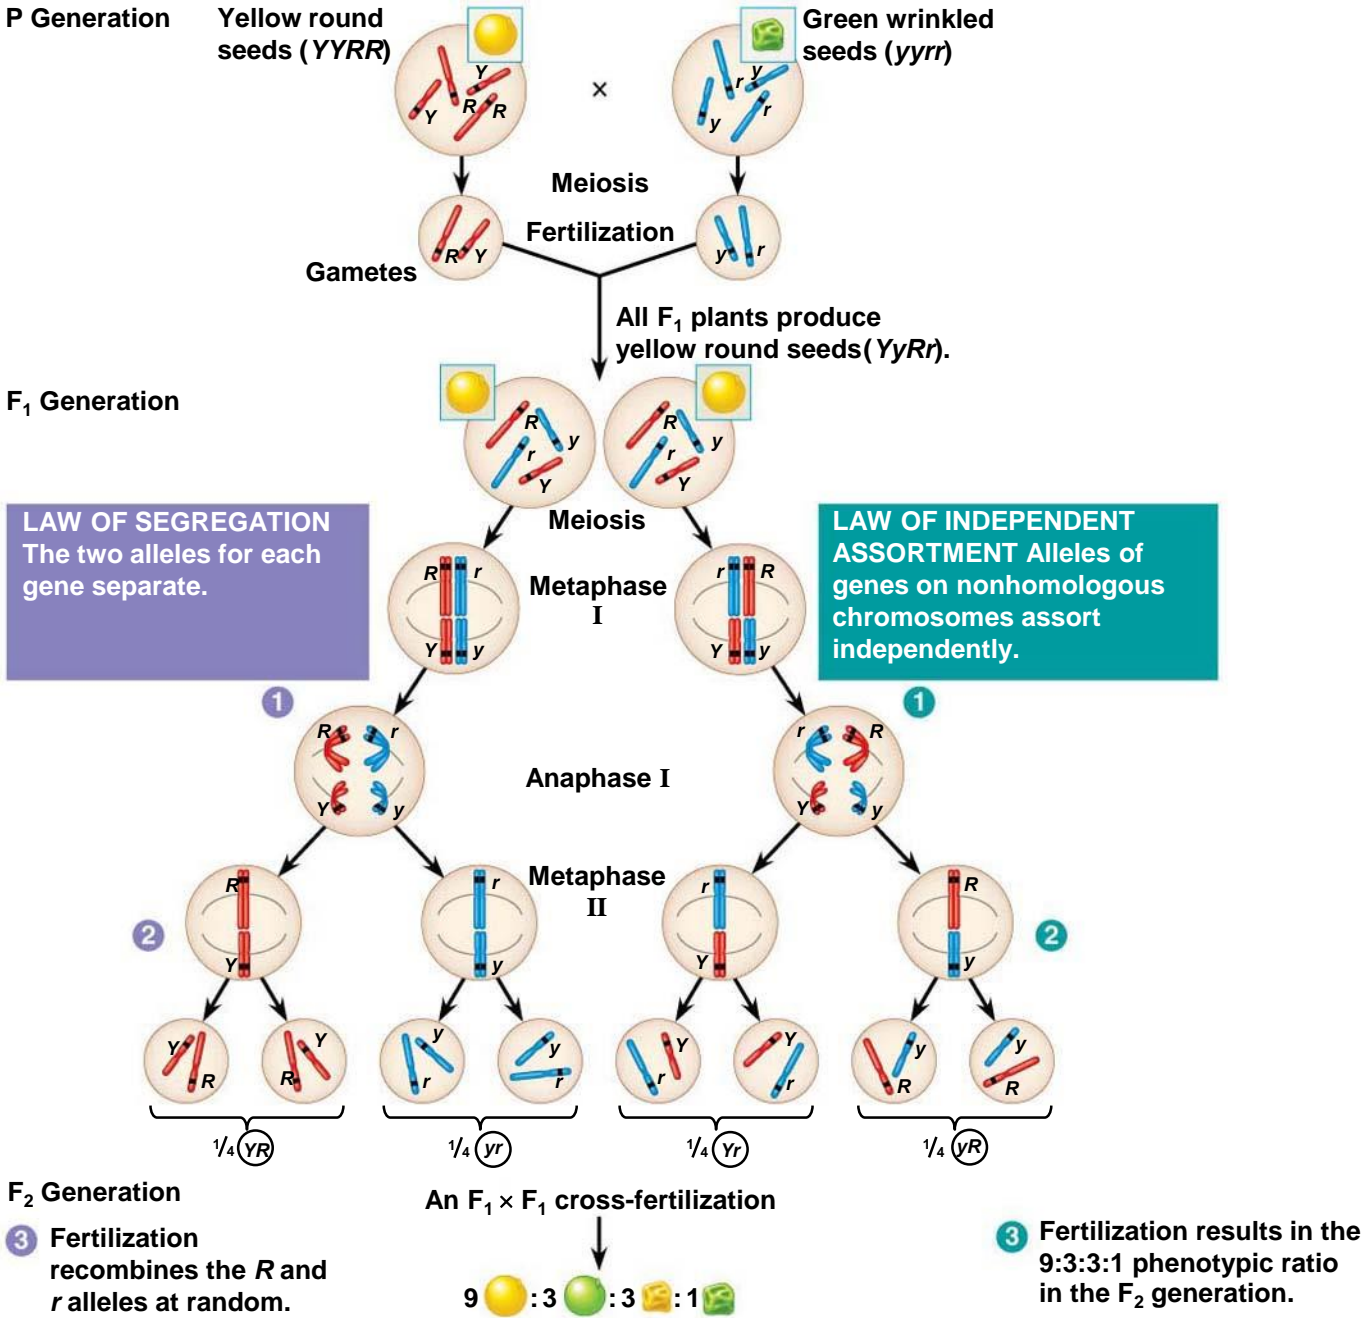 P Generation
Yellow round
seeds (YYRR)
Green wrinkled
seeds (yyrr)
Y
R
R
Y
×
y
r
r
y
Meiosis
Fertilization
R Y
y r
Gametes
All F₁ plants produce
yellow round seeds(YyRr).
F₁ Generation
R
y
r
Y
R
y
r
Y
LAW OF SEGREGATION
The two alleles for each
gene separate.
Meiosis
LAW OF INDEPENDENT
ASSORTMENT Alleles of
genes on nonhomologous
chromosomes assort
independently.
R r
Metaphase
I
r R
Y y
Y y
1
1
R r
r R
Anaphase I
Y y
Y y
R
r
Metaphase
II
r
R
2
2
Y
y
Y
y
Y
R
Y
R
y
r
y
r
Y
r
Y
r
y
R
y
R
1/4 YR
1/4 yr
1/4 Yr
1/4 yR
F₂ Generation
An F₁ × F₁ cross-fertilization
3 Fertilization
recombines the R and
r alleles at random.
9 : 3 : 3 : 1
3 Fertilization results in the
9:3:3:1 phenotypic ratio
in the F₂ generation.